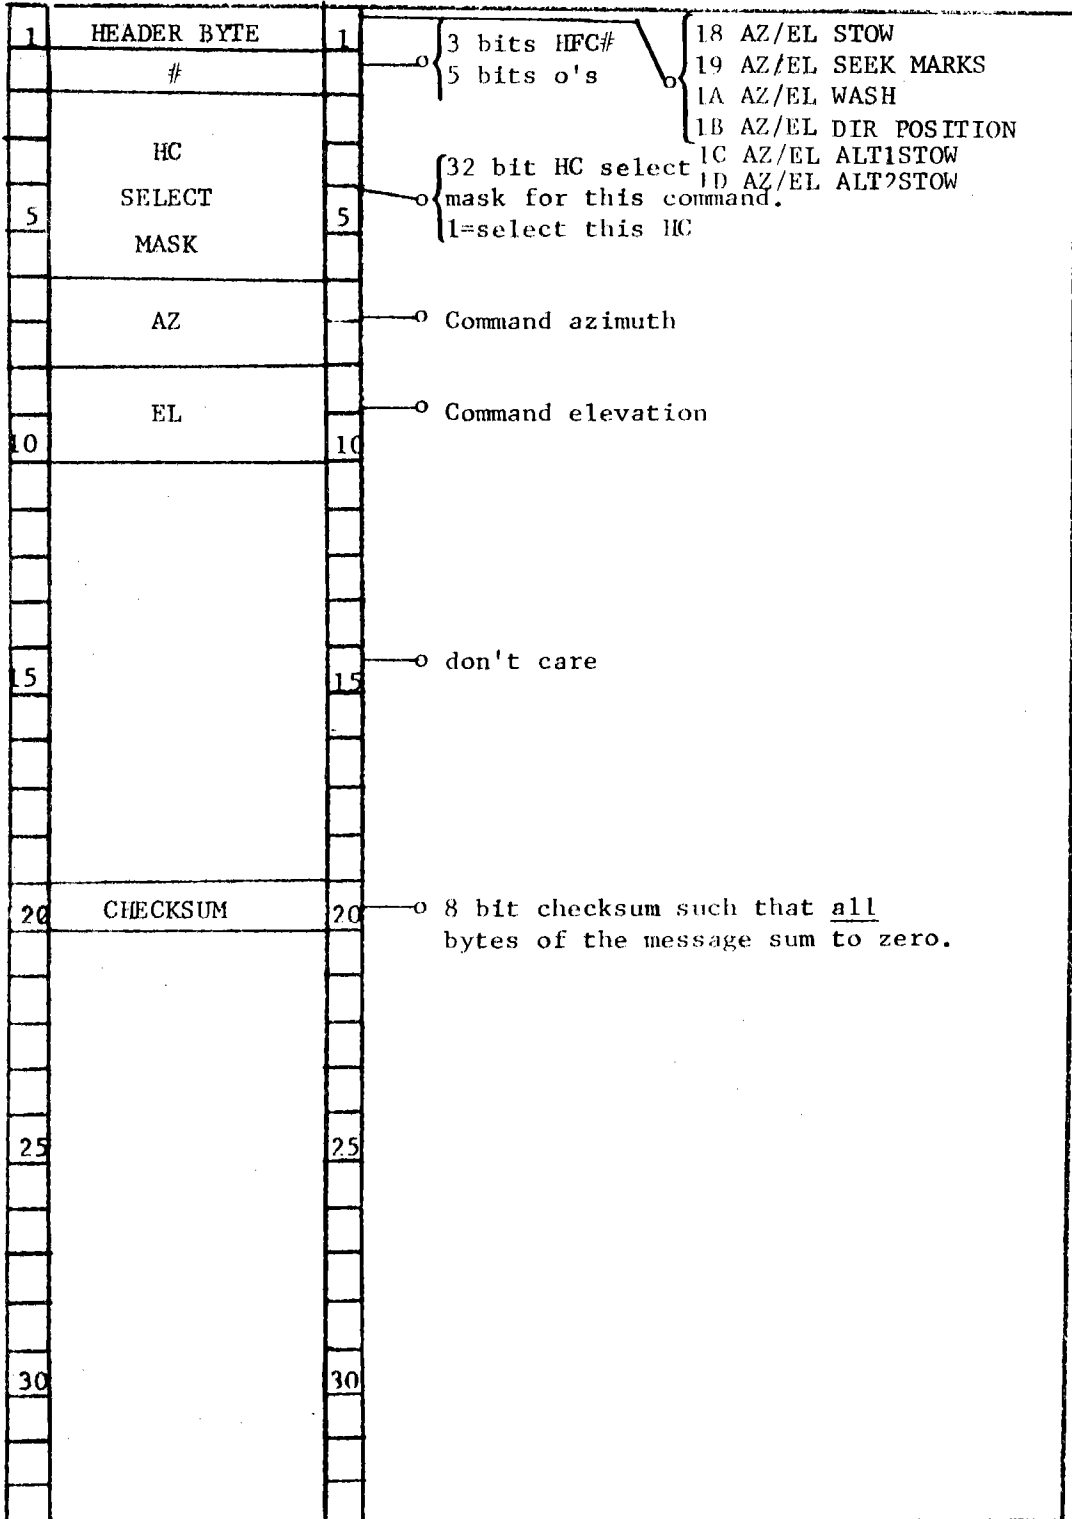 1 HEADER BYTE 1
#
3 bits HFC#
5 bits o's
18 AZ/EL STOW
19 AZ/EL SEEK MARKS
1A AZ/EL WASH
1B AZ/EL DIR POSITION
1C AZ/EL ALT1STOW
1D AZ/EL ALT2STOW
HC
SELECT
MASK
5 5
32 bit HC select
mask for this command.
1=select this HC
AZ
Command azimuth
EL
Command elevation
10 10
don't care
15 15
20 CHECKSUM 20
8 bit checksum such that all
bytes of the message sum to zero.
25 25
30 30